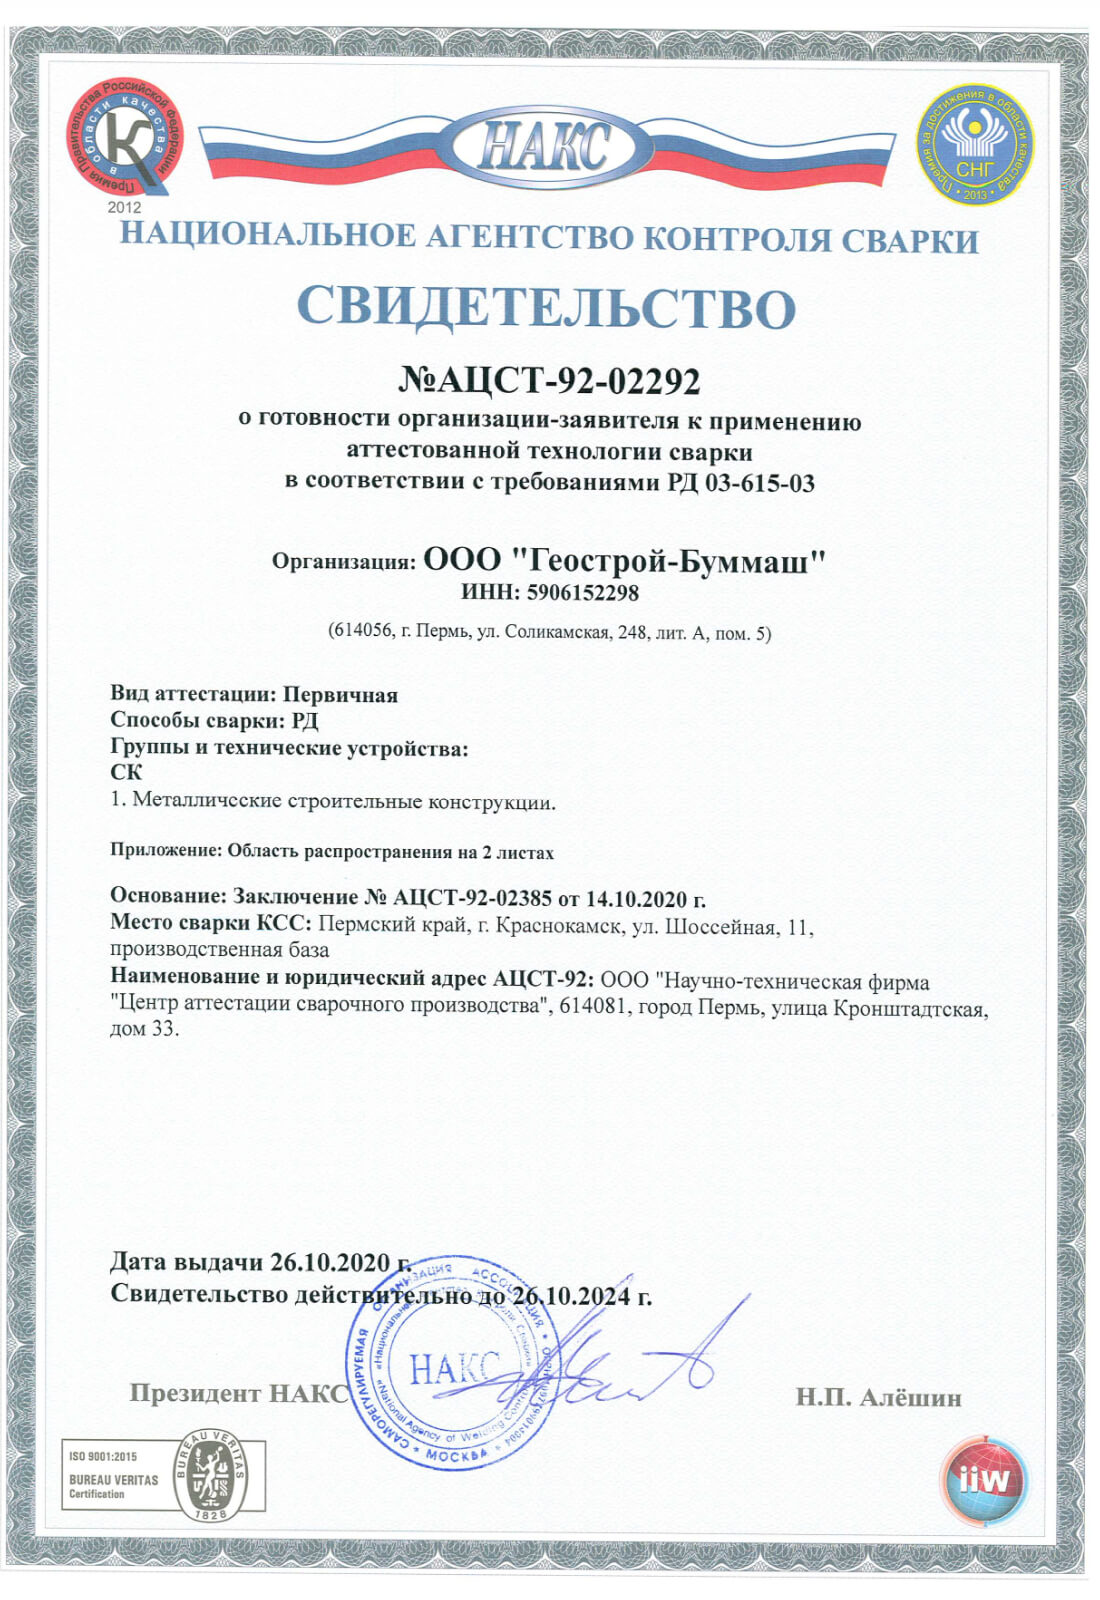 Премия Правительства Российской Федерации
в области качества
2012
НАКС
Премия за достижения в области качества
СНГ
• 2013 •
НАЦИОНАЛЬНОЕ АГЕНТСТВО КОНТРОЛЯ СВАРКИ
СВИДЕТЕЛЬСТВО
№АЦСТ-92-02292
о готовности организации-заявителя к применению
аттестованной технологии сварки
в соответствии с требованиями РД 03-615-03
Организация: ООО "Геострой-Буммаш"
ИНН: 5906152298
(614056, г. Пермь, ул. Соликамская, 248, лит. А, пом. 5)
Вид аттестации: Первичная
Способы сварки: РД
Группы и технические устройства:
СК
1. Металлические строительные конструкции.
Приложение: Область распространения на 2 листах
Основание: Заключение № АЦСТ-92-02385 от 14.10.2020 г.
Место сварки КСС: Пермский край, г. Краснокамск, ул. Шоссейная, 11,
производственная база
Наименование и юридический адрес АЦСТ-92: ООО "Научно-техническая фирма
"Центр аттестации сварочного производства", 614081, город Пермь, улица Кронштадтская,
дом 33.
Дата выдачи 26.10.2020 г.
Свидетельство действительно до 26.10.2024 г.
САМОРЕГУЛИРУЕМАЯ ОРГАНИЗАЦИЯ АССОЦИАЦИЯ
«National Agency of Welding Control»
НАКС
* МОСКВА *
Президент НАКС
Н.П. Алёшин
ISO 9001:2015
BUREAU VERITAS
Certification
BUREAU VERITAS
1828
iiw